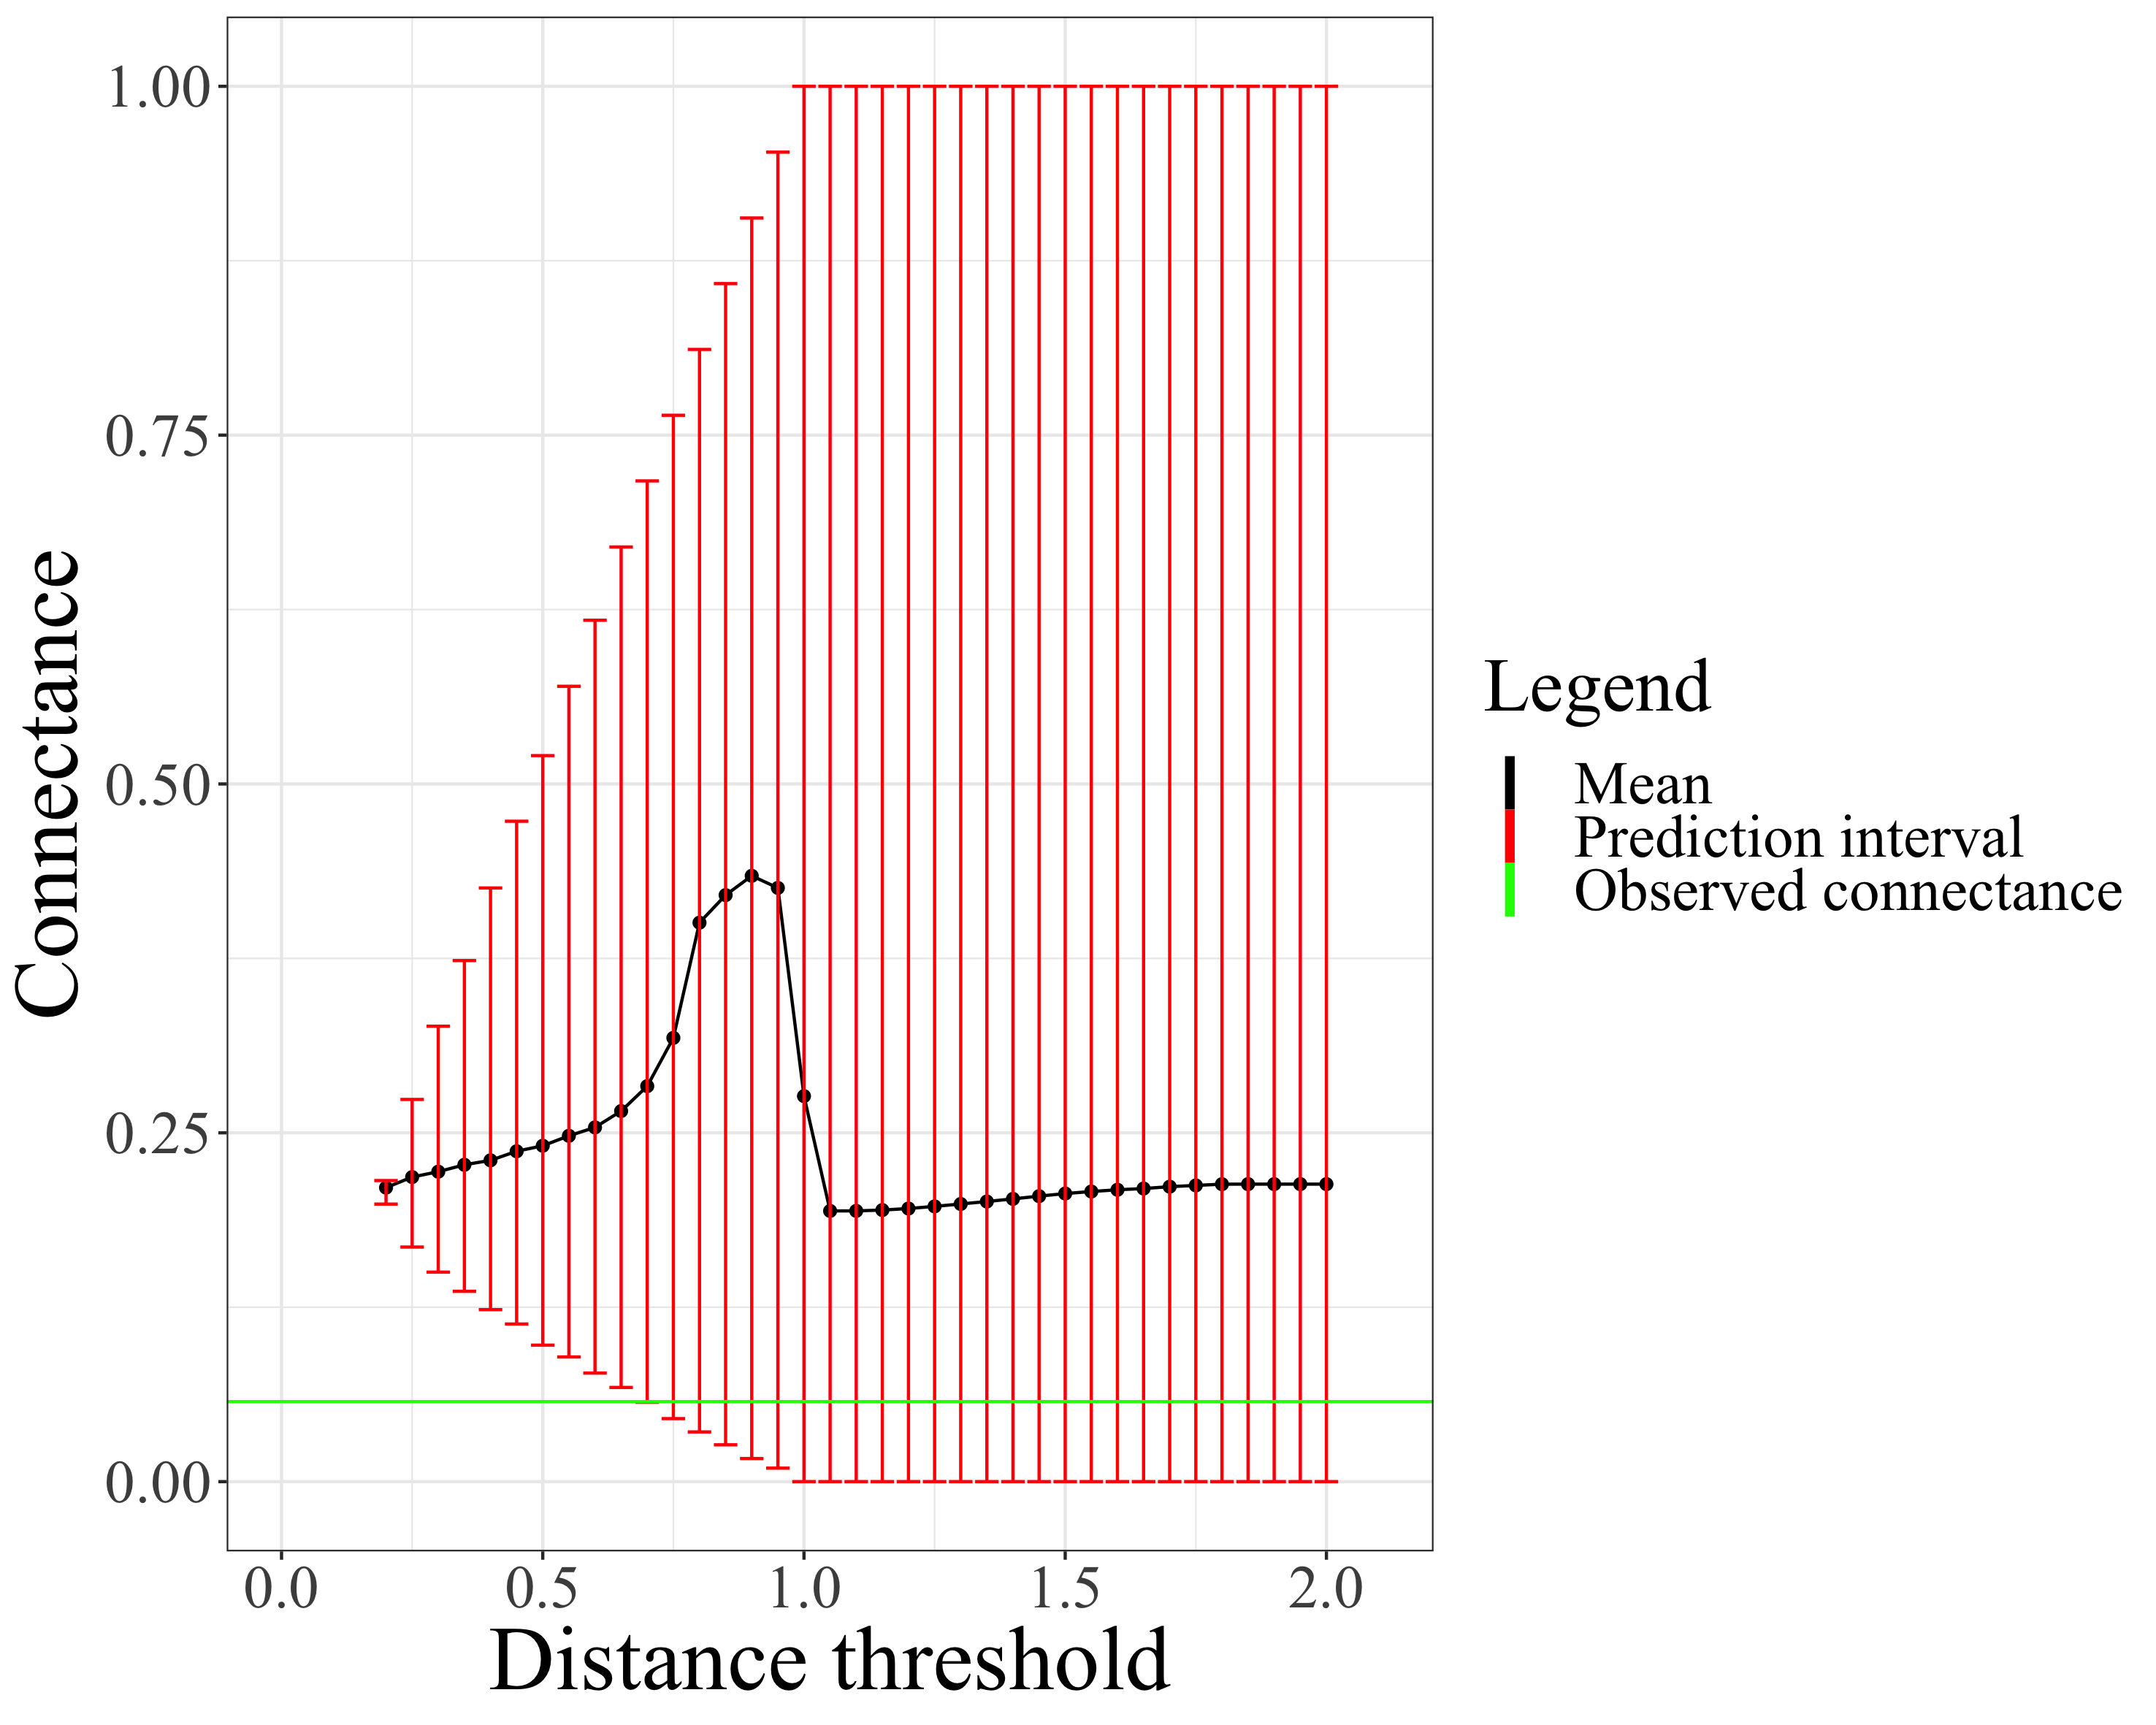 1.00
0.75
0.50
0.25
0.00
Connectance
0.0 0.5 1.0 1.5 2.0
Distance threshold
Legend
Mean
Prediction interval
Observed connectance